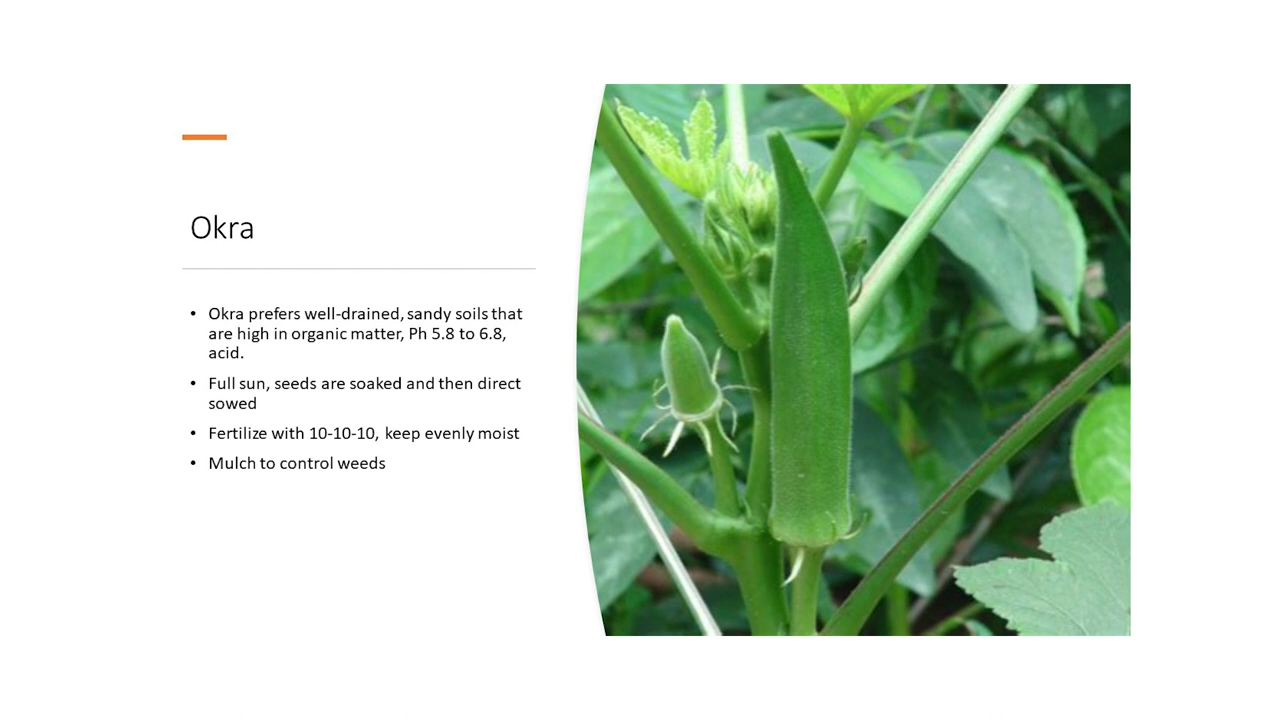 Okra
• Okra prefers well-drained, sandy soils that
are high in organic matter, Ph 5.8 to 6.8,
acid.
• Full sun, seeds are soaked and then direct
sowed
• Fertilize with 10-10-10, keep evenly moist
• Mulch to control weeds